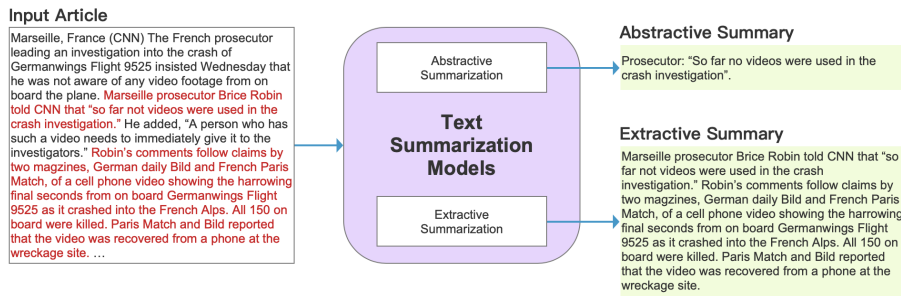 Input Article
Marseille, France (CNN) The French prosecutor
leading an investigation into the crash of
Germanwings Flight 9525 insisted Wednesday that
he was not aware of any video footage from on
board the plane. Marseille prosecutor Brice Robin
told CNN that “so far not videos were used in the
crash investigation.” He added, “A person who has
such a video needs to immediately give it to the
investigators.” Robin’s comments follow claims by
two magzines, German daily Bild and French Paris
Match, of a cell phone video showing the harrowing
final seconds from on board Germanwings Flight
9525 as it crashed into the French Alps. All 150 on
board were killed. Paris Match and Bild reported
that the video was recovered from a phone at the
wreckage site. …
Abstractive
Summarization
Text
Summarization
Models
Extractive
Summarization
Abstractive Summary
Prosecutor: “So far no videos were used in the
crash investigation”.
Extractive Summary
Marseille prosecutor Brice Robin told CNN that “so
far not videos were used in the crash
investigation.” Robin’s comments follow claims by
two magzines, German daily Bild and French Paris
Match, of a cell phone video showing the harrowing
final seconds from on board Germanwings Flight
9525 as it crashed into the French Alps. All 150 on
board were killed. Paris Match and Bild reported
that the video was recovered from a phone at the
wreckage site.